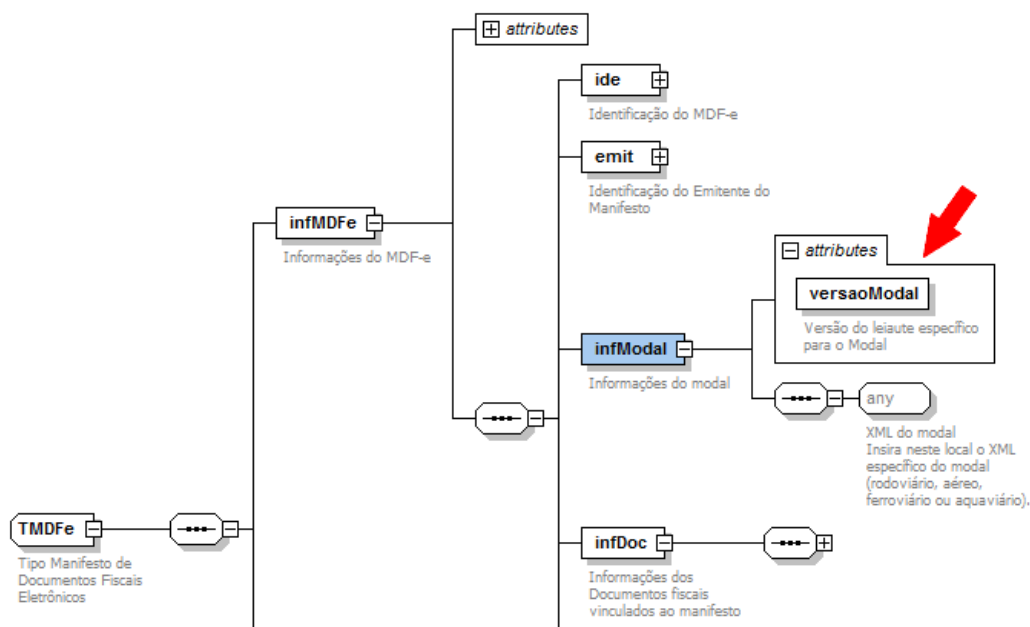 attributes
ide
Identificação do MDF-e
emit
Identificação do Emitente do
Manifesto
infMDFe
Informações do MDF-e
attributes
versaoModal
Versão do leiaute específico
para o Modal
infModal
Informações do modal
any
XML do modal
Insira neste local o XML
específico do modal
(rodoviário, aéreo,
ferroviário ou aquaviário).
TMDFe
Tipo Manifesto de
Documentos Fiscais
Eletrônicos
infDoc
Informações dos
Documentos fiscais
vinculados ao manifesto